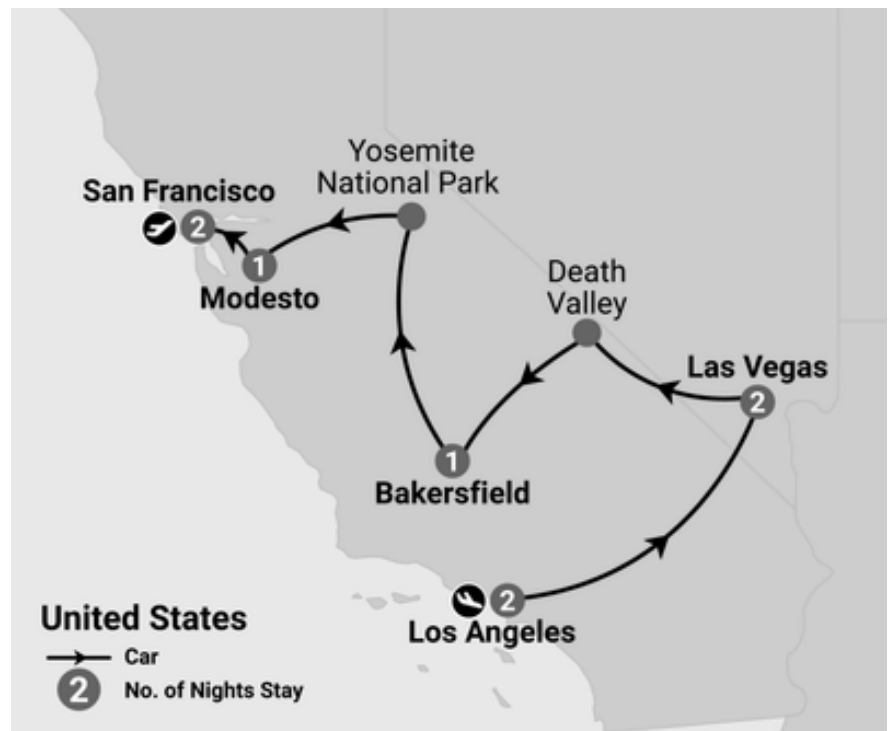 Yosemite
National Park
San Francisco
2
1
Modesto
Death
Valley
Las Vegas
2
1
Bakersfield
2
Los Angeles
United States
Car
2
No. of Nights Stay